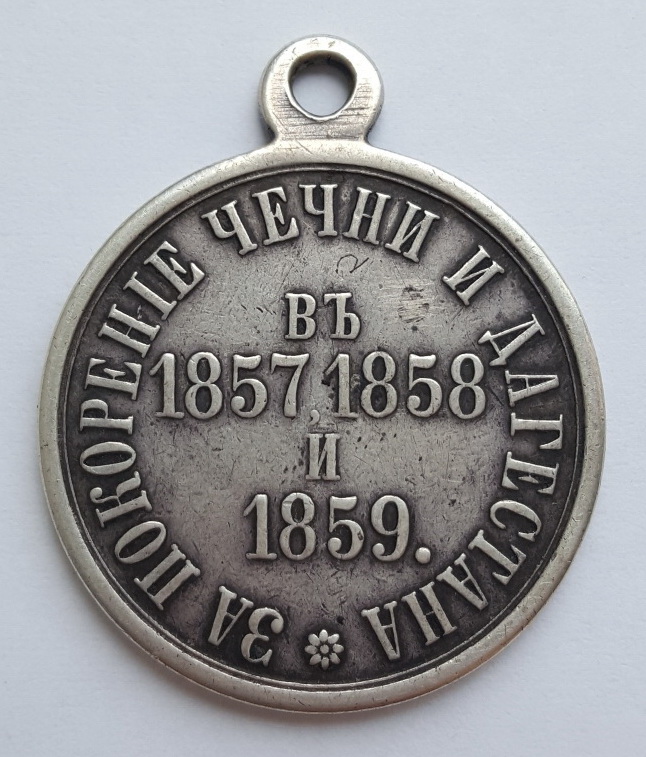 ЗА ПОКОРЕНІЕ ЧЕЧНИ И ДАГЕСТАНА
ВЪ
1857, 1858
И
1859.